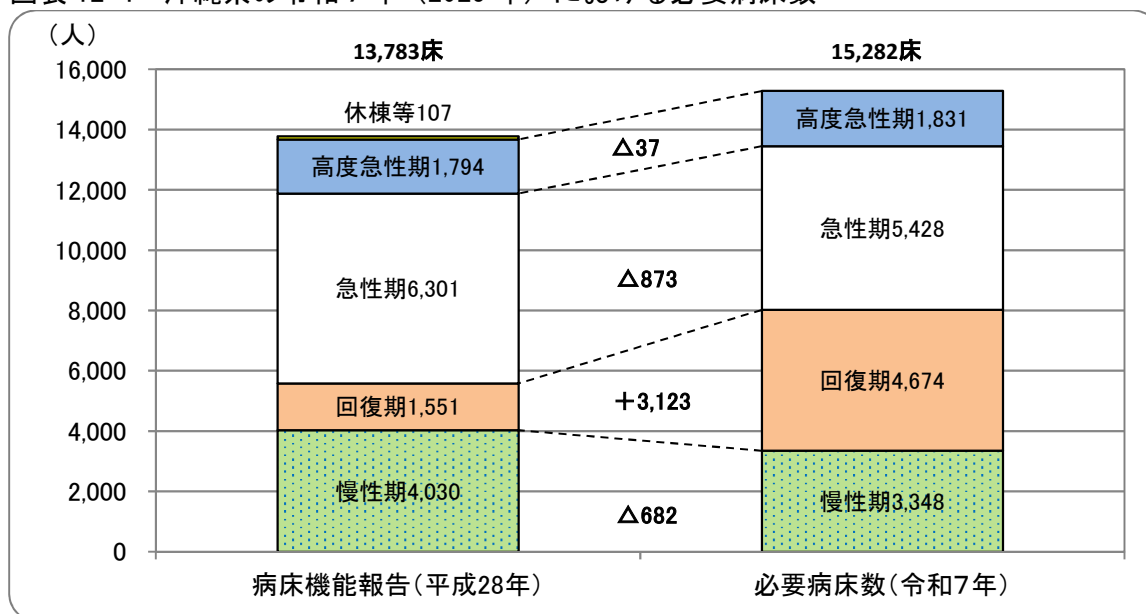 (人)
13,783床
15,282床
16,000
14,000
12,000
10,000
8,000
6,000
4,000
2,000
0
休棟等107
高度急性期1,794
急性期6,301
回復期1,551
慢性期4,030
△37
△873
＋3,123
△682
高度急性期1,831
急性期5,428
回復期4,674
慢性期3,348
病床機能報告(平成28年)
必要病床数(令和7年)